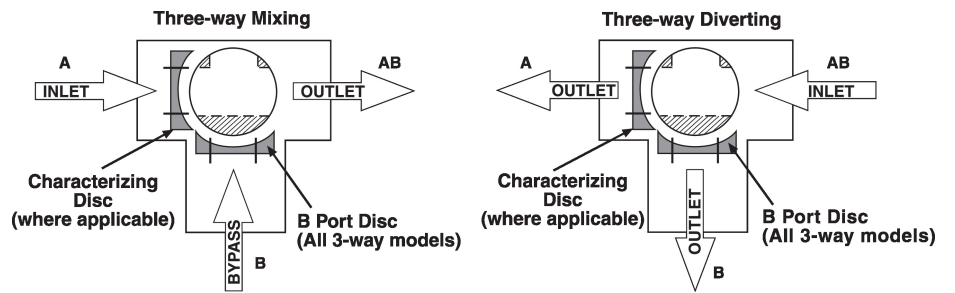 Three-way Mixing
A
INLET
AB
OUTLET
Characterizing
Disc
(where applicable)
BYPASS
B
B Port Disc
(All 3-way models)
Three-way Diverting
A
OUTLET
AB
INLET
Characterizing
Disc
(where applicable)
OUTLET
B
B Port Disc
(All 3-way models)